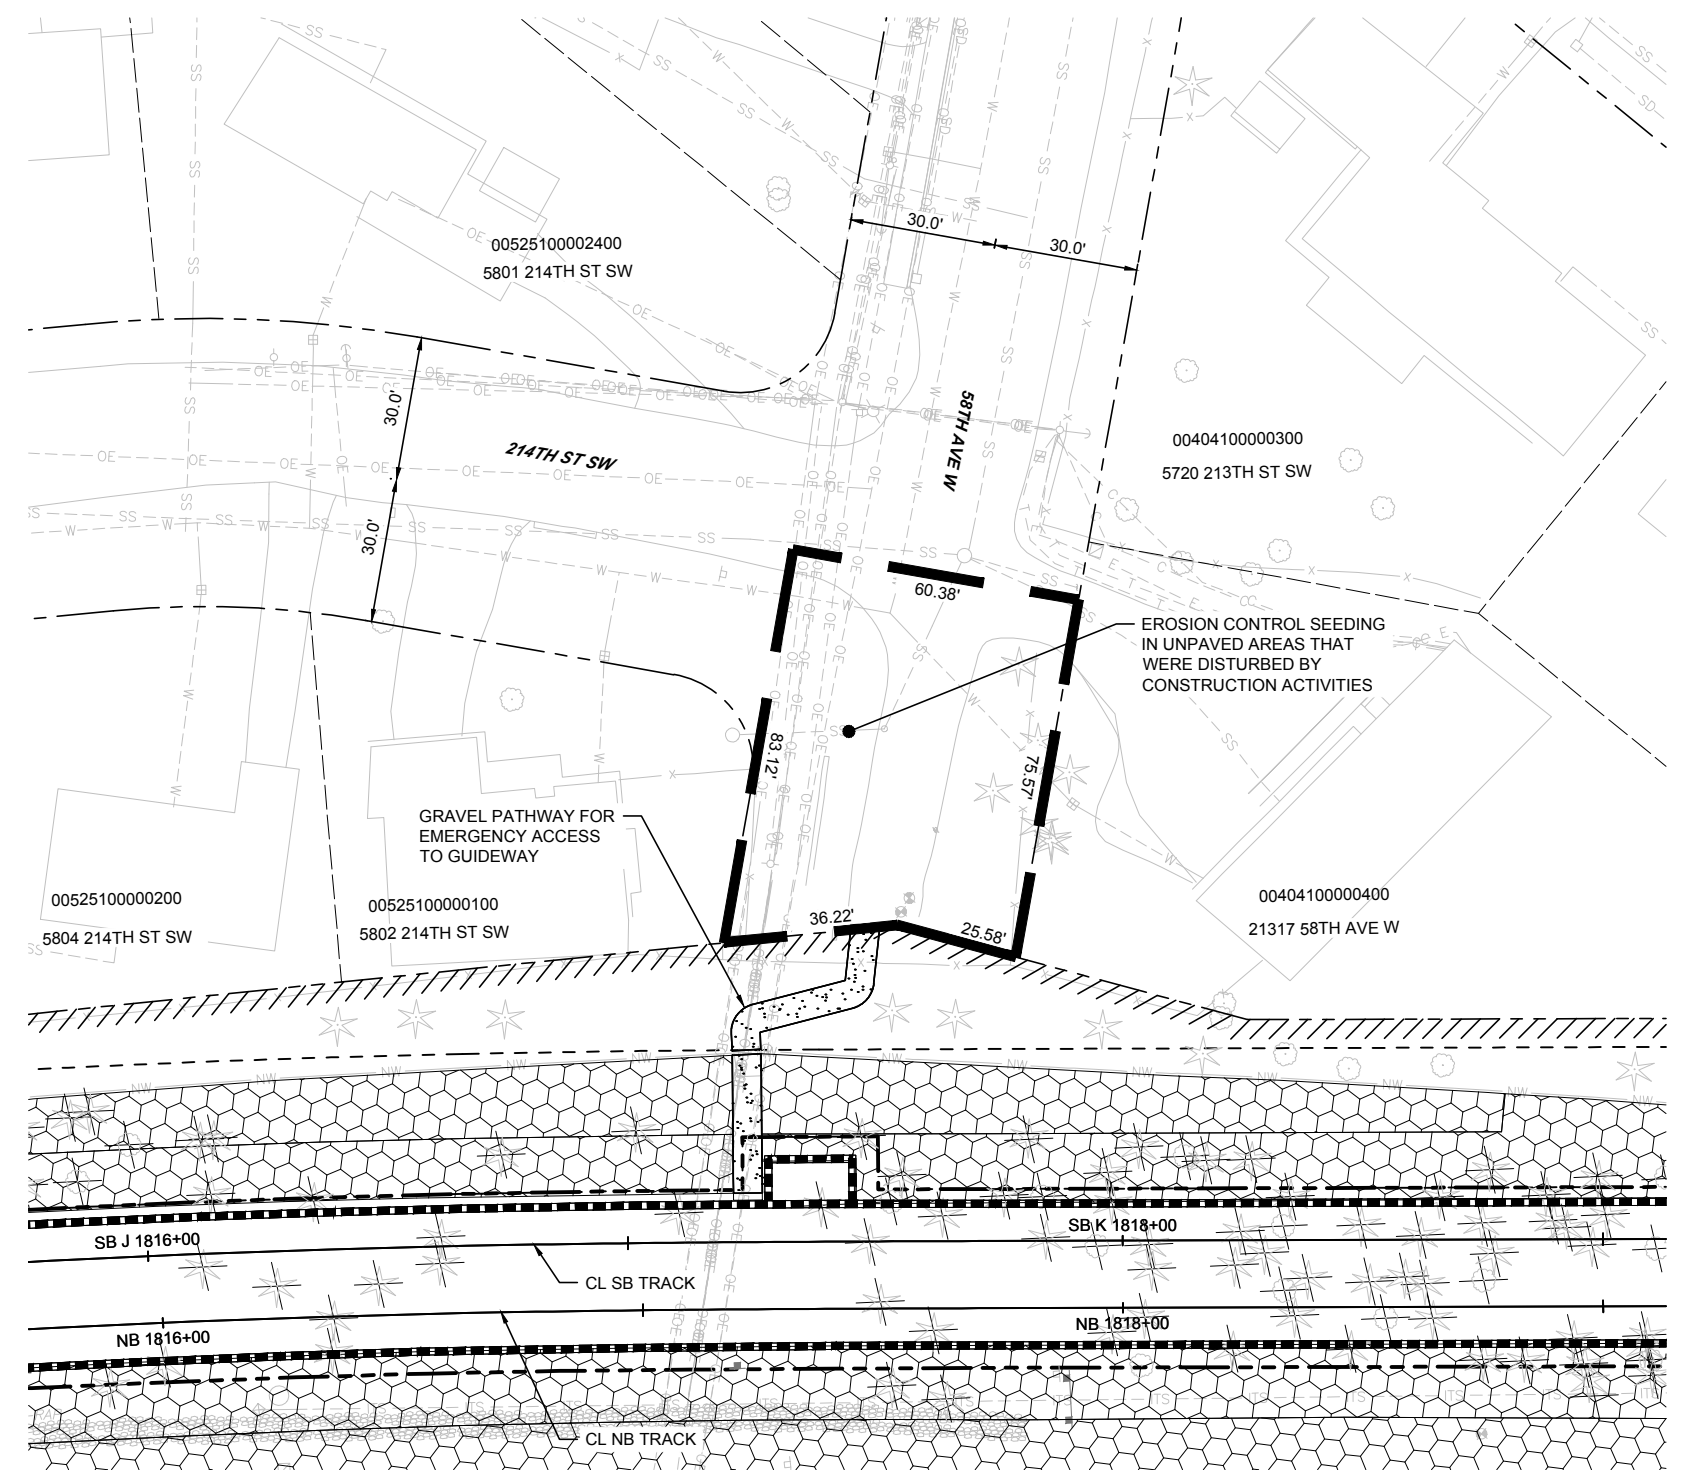 30.0'
30.0'
00525100002400
5801 214TH ST SW
30.0'
30.0'
214TH ST SW
58TH AVE W
00404100000300
5720 213TH ST SW
60.38'
EROSION CONTROL SEEDING
IN UNPAVED AREAS THAT
WERE DISTURBED BY
CONSTRUCTION ACTIVITIES
83.12'
75.57'
GRAVEL PATHWAY FOR
EMERGENCY ACCESS
TO GUIDEWAY
00525100000200
5804 214TH ST SW
00525100000100
5802 214TH ST SW
36.22'
25.58'
00404100000400
21317 58TH AVE W
SB J 1816+00
SB K 1818+00
CL SB TRACK
NB 1816+00
NB 1818+00
CL NB TRACK